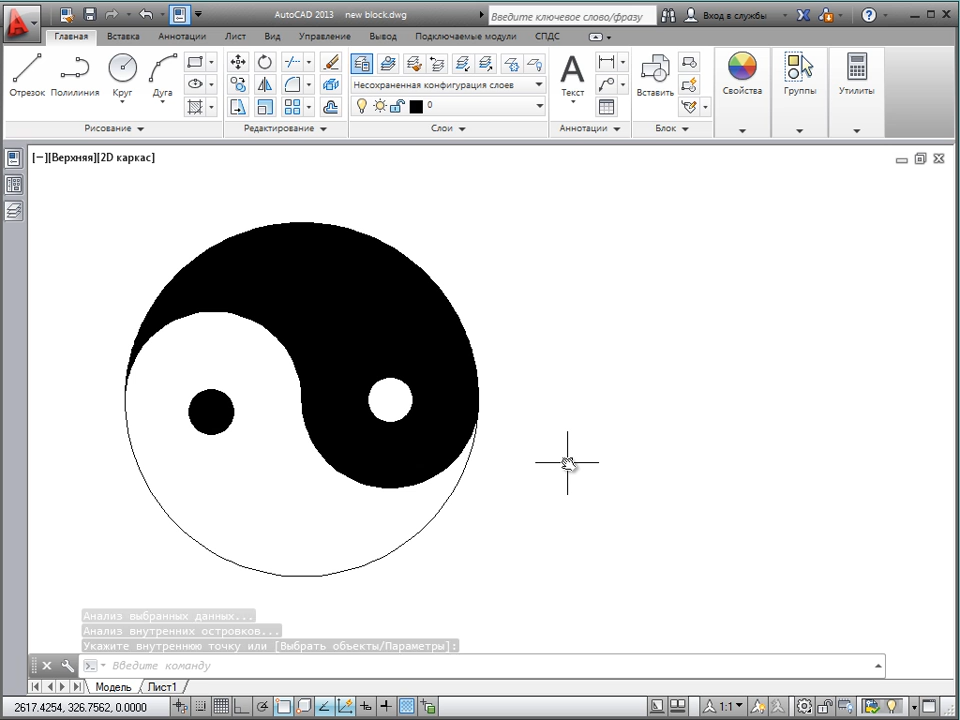 AutoCAD 2013 new block.dwg Введите ключевое слово/фразу Вход в службы
Главная Вставка Аннотации Лист Вид Управление Вывод Подключаемые модули СПДС
Отрезок Полилиния Круг Дуга Несохраненная конфигурация слоев Текст Вставить Свойства Группы Утилиты
0
Рисование Редактирование Слои Аннотации Блок
[−][Верхняя][2D каркас]
Анализ выбранных данных...
Анализ внутренних островков...
Укажите внутреннюю точку или [Выбрать объекты/Параметры]:
Введите команду
Модель Лист1
2617.4254, 326.7562, 0.0000 1:1